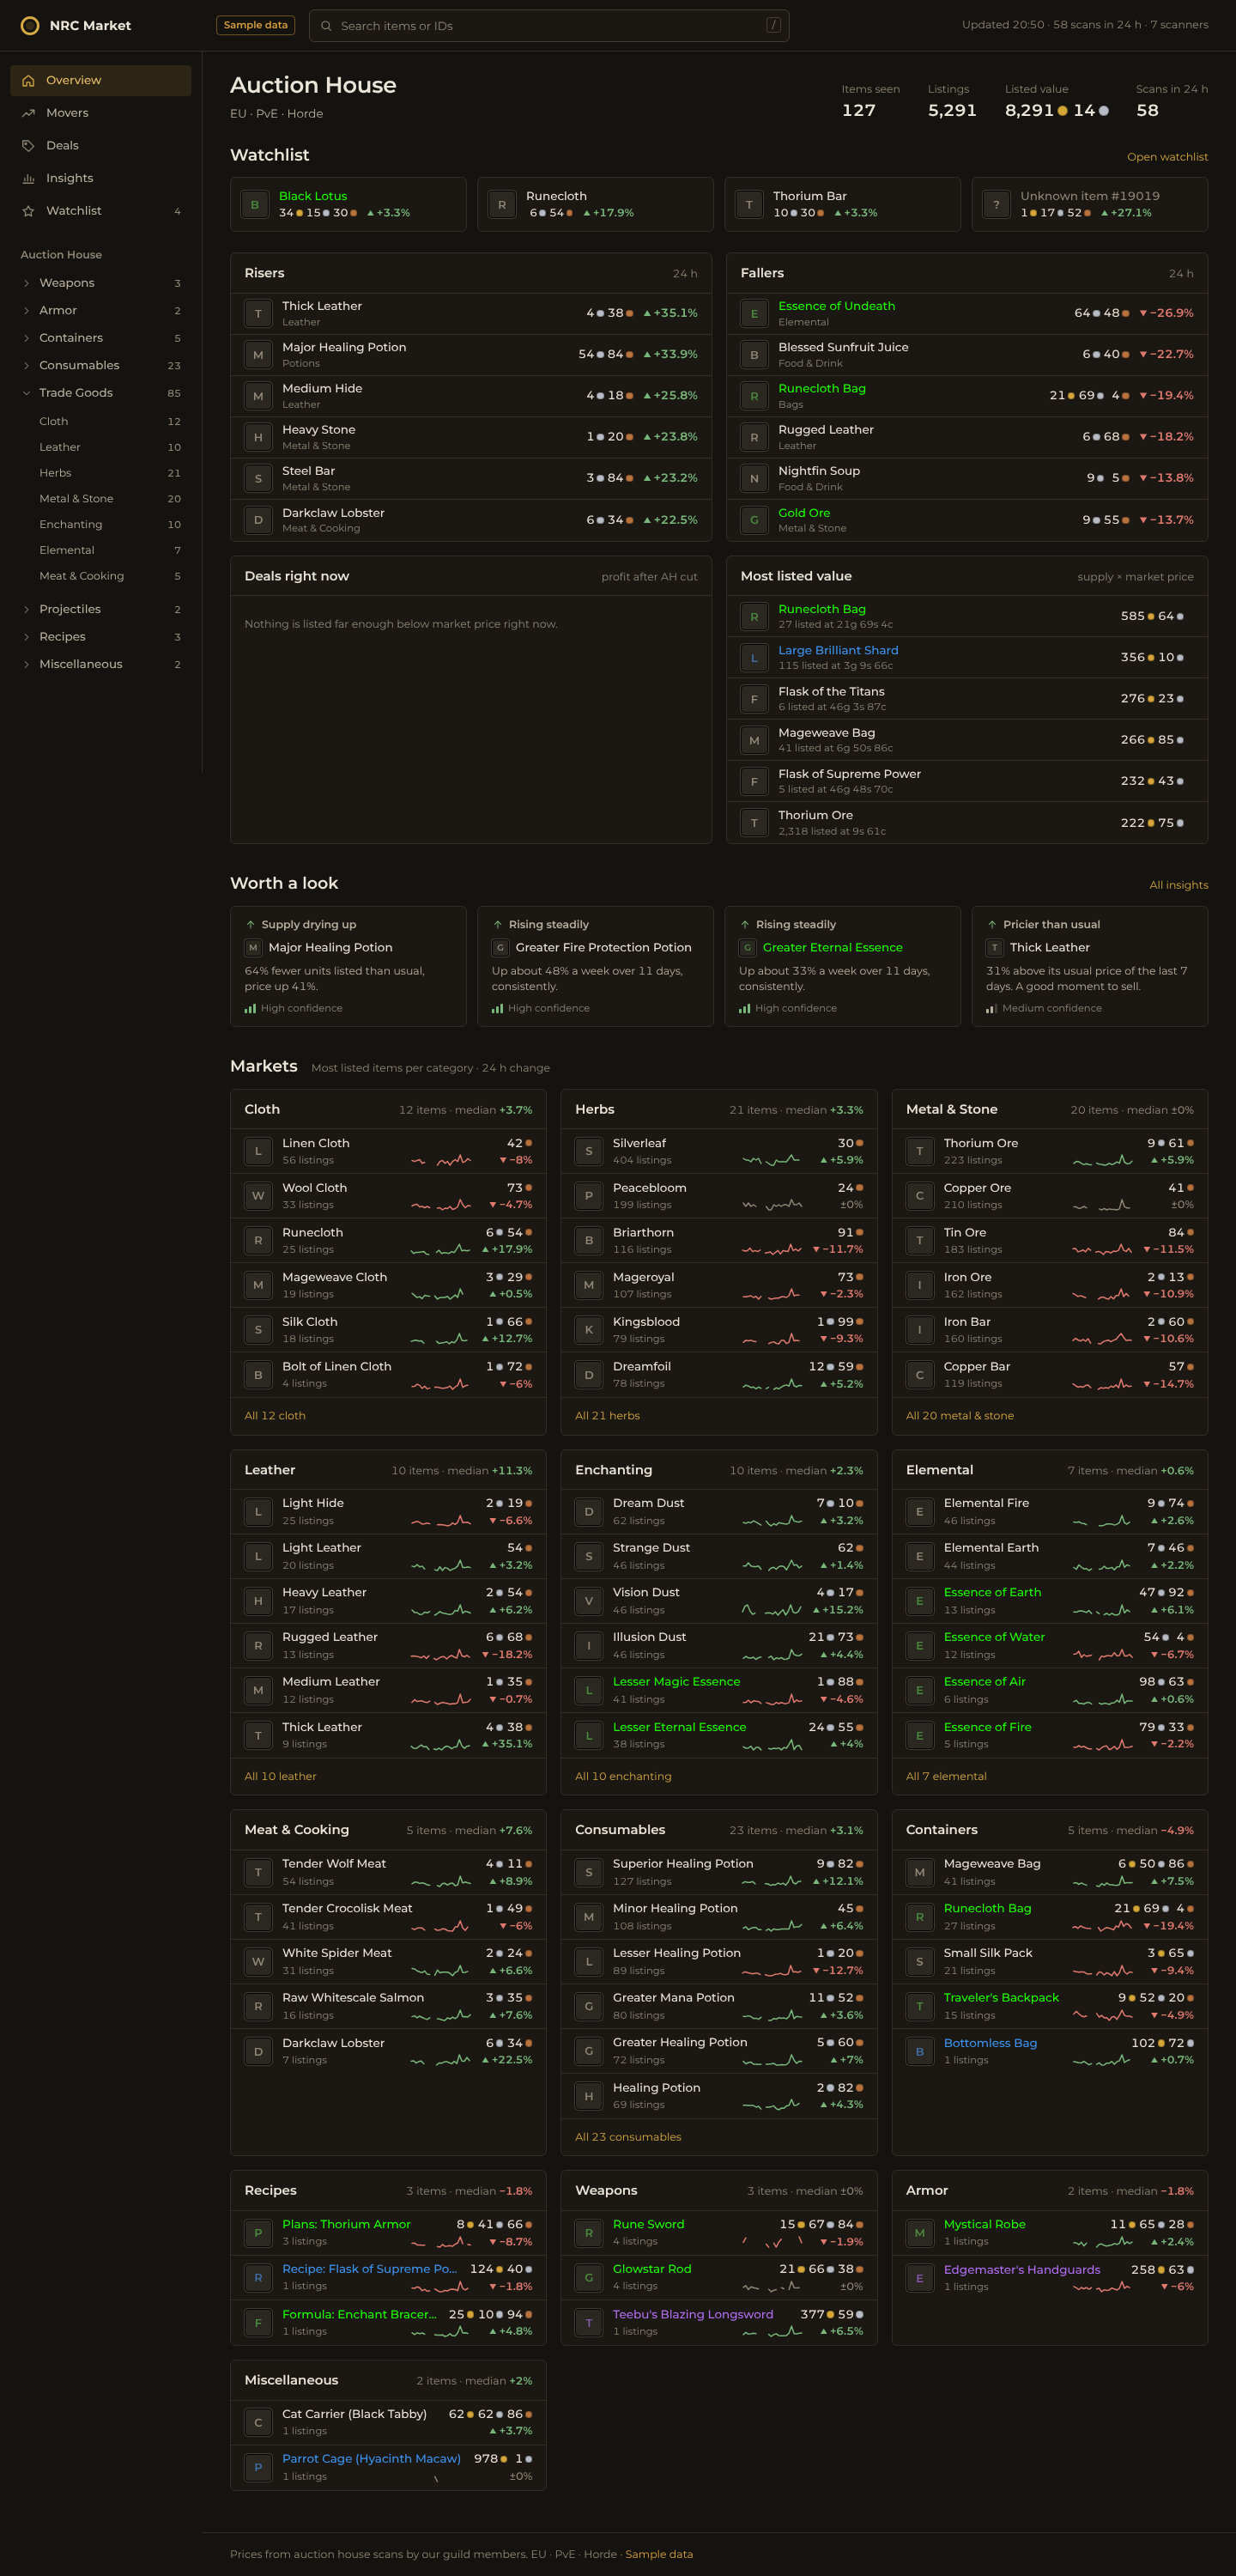 NRC Market
Sample data
Search items or IDs
/
Updated 20:50 · 58 scans in 24 h · 7 scanners
Overview
Movers
Deals
Insights
Watchlist 4
Auction House
Weapons 3
Armor 2
Containers 5
Consumables 23
Trade Goods 85
Cloth 12
Leather 10
Herbs 21
Metal & Stone 20
Enchanting 10
Elemental 7
Meat & Cooking 5
Projectiles 2
Recipes 3
Miscellaneous 2
Auction House
EU · PvE · Horde
Items seen
127
Listings
5,291
Listed value
8,291 14
Scans in 24 h
58
Watchlist
Open watchlist
B
Black Lotus
34 15 30 +3.3%
R
Runecloth
6 54 +17.9%
T
Thorium Bar
10 30 +3.3%
?
Unknown item #19019
1 17 52 +27.1%
Risers 24 h
T Thick Leather 4 38 +35.1%
Leather
M Major Healing Potion 54 84 +33.9%
Potions
M Medium Hide 4 18 +25.8%
Leather
H Heavy Stone 1 20 +23.8%
Metal & Stone
S Steel Bar 3 84 +23.2%
Metal & Stone
D Darkclaw Lobster 6 34 +22.5%
Meat & Cooking
Fallers 24 h
E Essence of Undeath 64 48 −26.9%
Elemental
B Blessed Sunfruit Juice 6 40 −22.7%
Food & Drink
R Runecloth Bag 21 69 4 −19.4%
Bags
R Rugged Leather 6 68 −18.2%
Leather
N Nightfin Soup 9 5 −13.8%
Food & Drink
G Gold Ore 9 55 −13.7%
Metal & Stone
Deals right now profit after AH cut
Nothing is listed far enough below market price right now.
Most listed value supply × market price
R Runecloth Bag 585 64
27 listed at 21g 69s 4c
L Large Brilliant Shard 356 10
115 listed at 3g 9s 66c
F Flask of the Titans 276 23
6 listed at 46g 3s 87c
M Mageweave Bag 266 85
41 listed at 6g 50s 86c
F Flask of Supreme Power 232 43
5 listed at 46g 48s 70c
T Thorium Ore 222 75
2,318 listed at 9s 61c
Worth a look
All insights
Supply drying up
M Major Healing Potion
64% fewer units listed than usual,
price up 41%.
High confidence
Rising steadily
G Greater Fire Protection Potion
Up about 48% a week over 11 days,
consistently.
High confidence
Rising steadily
G Greater Eternal Essence
Up about 33% a week over 11 days,
consistently.
High confidence
Pricier than usual
T Thick Leather
31% above its usual price of the last 7
days. A good moment to sell.
Medium confidence
Markets Most listed items per category · 24 h change
Cloth 12 items · median +3.7%
L Linen Cloth 42
56 listings −8%
W Wool Cloth 73
33 listings −4.7%
R Runecloth 6 54
25 listings +17.9%
M Mageweave Cloth 3 29
19 listings +0.5%
S Silk Cloth 1 66
18 listings +12.7%
B Bolt of Linen Cloth 1 72
4 listings −6%
All 12 cloth
Herbs 21 items · median +3.3%
S Silverleaf 30
404 listings +5.9%
P Peacebloom 24
199 listings ±0%
B Briarthorn 91
116 listings −11.7%
M Mageroyal 73
107 listings −2.3%
K Kingsblood 1 99
79 listings −9.3%
D Dreamfoil 12 59
78 listings +5.2%
All 21 herbs
Metal & Stone 20 items · median ±0%
T Thorium Ore 9 61
223 listings +5.9%
C Copper Ore 41
210 listings ±0%
T Tin Ore 84
183 listings −11.5%
I Iron Ore 2 13
162 listings −10.9%
I Iron Bar 2 60
160 listings −10.6%
C Copper Bar 57
119 listings −14.7%
All 20 metal & stone
Leather 10 items · median +11.3%
L Light Hide 2 19
25 listings −6.6%
L Light Leather 54
20 listings +3.2%
H Heavy Leather 2 54
17 listings +6.2%
R Rugged Leather 6 68
13 listings −18.2%
M Medium Leather 1 35
12 listings −0.7%
T Thick Leather 4 38
9 listings +35.1%
All 10 leather
Enchanting 10 items · median +2.3%
D Dream Dust 7 10
62 listings +3.2%
S Strange Dust 62
46 listings +1.4%
V Vision Dust 4 17
46 listings +15.2%
I Illusion Dust 21 73
46 listings +4.4%
L Lesser Magic Essence 1 88
41 listings −4.6%
L Lesser Eternal Essence 24 55
38 listings +4%
All 10 enchanting
Elemental 7 items · median +0.6%
E Elemental Fire 9 74
46 listings +2.6%
E Elemental Earth 7 46
44 listings +2.2%
E Essence of Earth 47 92
13 listings +6.1%
E Essence of Water 54 4
12 listings −6.7%
E Essence of Air 98 63
6 listings +0.6%
E Essence of Fire 79 33
5 listings −2.2%
All 7 elemental
Meat & Cooking 5 items · median +7.6%
T Tender Wolf Meat 4 11
54 listings +8.9%
T Tender Crocolisk Meat 1 49
41 listings −6%
W White Spider Meat 2 24
31 listings +6.6%
R Raw Whitescale Salmon 3 35
16 listings +7.6%
D Darkclaw Lobster 6 34
7 listings +22.5%
Consumables 23 items · median +3.1%
S Superior Healing Potion 9 82
127 listings +12.1%
M Minor Healing Potion 45
108 listings +6.4%
L Lesser Healing Potion 1 20
89 listings −12.7%
G Greater Mana Potion 11 52
80 listings +3.6%
G Greater Healing Potion 5 60
72 listings +7%
H Healing Potion 2 82
69 listings +4.3%
All 23 consumables
Containers 5 items · median −4.9%
M Mageweave Bag 6 50 86
41 listings +7.5%
R Runecloth Bag 21 69 4
27 listings −19.4%
S Small Silk Pack 3 65
21 listings −9.4%
T Traveler's Backpack 9 52 20
15 listings −4.9%
B Bottomless Bag 102 72
1 listings +0.7%
Recipes 3 items · median −1.8%
P Plans: Thorium Armor 8 41 66
3 listings −8.7%
R Recipe: Flask of Supreme Po... 124 40
1 listings −1.8%
F Formula: Enchant Bracer... 25 10 94
1 listings +4.8%
Weapons 3 items · median ±0%
R Rune Sword 15 67 84
4 listings −1.9%
G Glowstar Rod 21 66 38
4 listings ±0%
T Teebu's Blazing Longsword 377 59
1 listings +6.5%
Armor 2 items · median −1.8%
M Mystical Robe 11 65 28
1 listings +2.4%
E Edgemaster's Handguards 258 63
1 listings −6%
Miscellaneous 2 items · median +2%
C Cat Carrier (Black Tabby) 62 62 86
1 listings +3.7%
P Parrot Cage (Hyacinth Macaw) 978 1
1 listings ±0%
Prices from auction house scans by our guild members. EU · PvE · Horde · Sample data